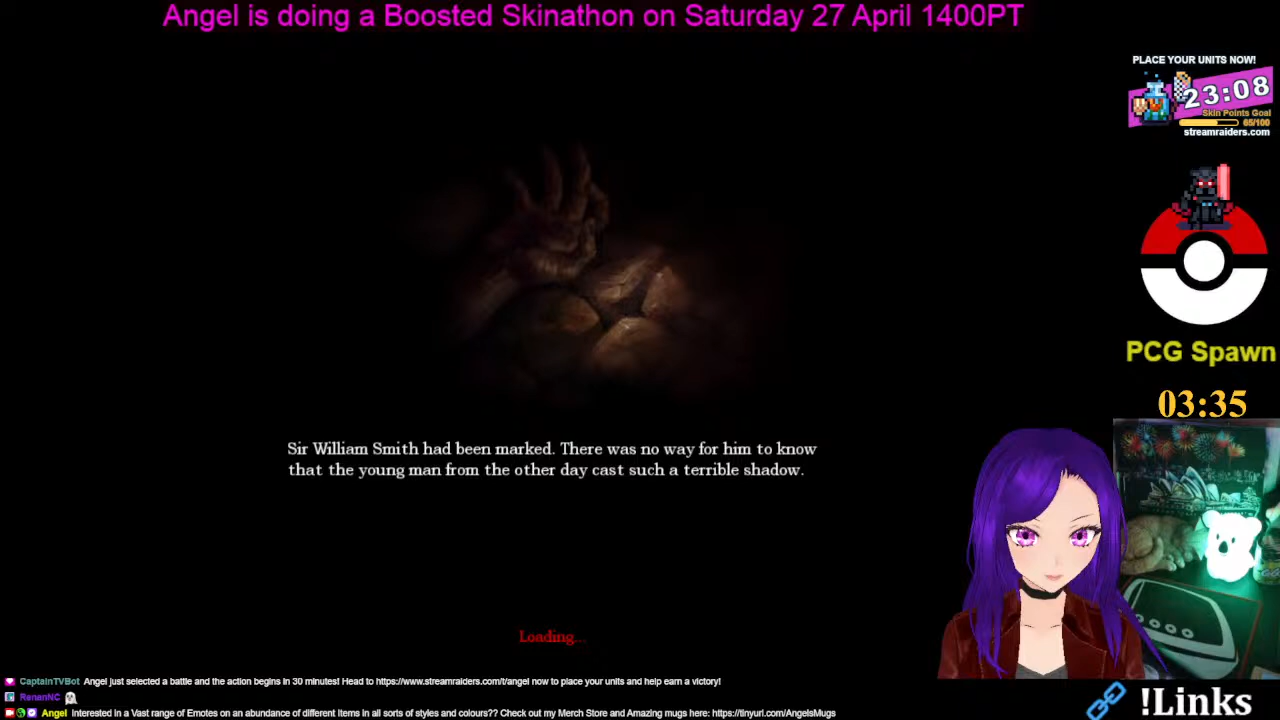 Angel is doing a Boosted Skinathon on Saturday 27 April 1400PT
PLACE YOUR UNITS NOW!
23:08
Skin Points Goal
65/100
streamraiders.com
PCG Spawn
03:35
Sir William Smith had been marked. There was no way for him to know
that the young man from the other day cast such a terrible shadow.
Loading...
CaptainTVBot Angel just selected a battle and the action begins in 30 minutes! Head to https://www.streamraiders.com/t/angel now to place your units and help earn a victory!
RenanNC
Angel Interested in a Vast range of Emotes on an abundance of different Items in all sorts of styles and colours?? Check out my Merch Store and Amazing mugs here: https://tinyurl.com/AngelsMugs
!Links